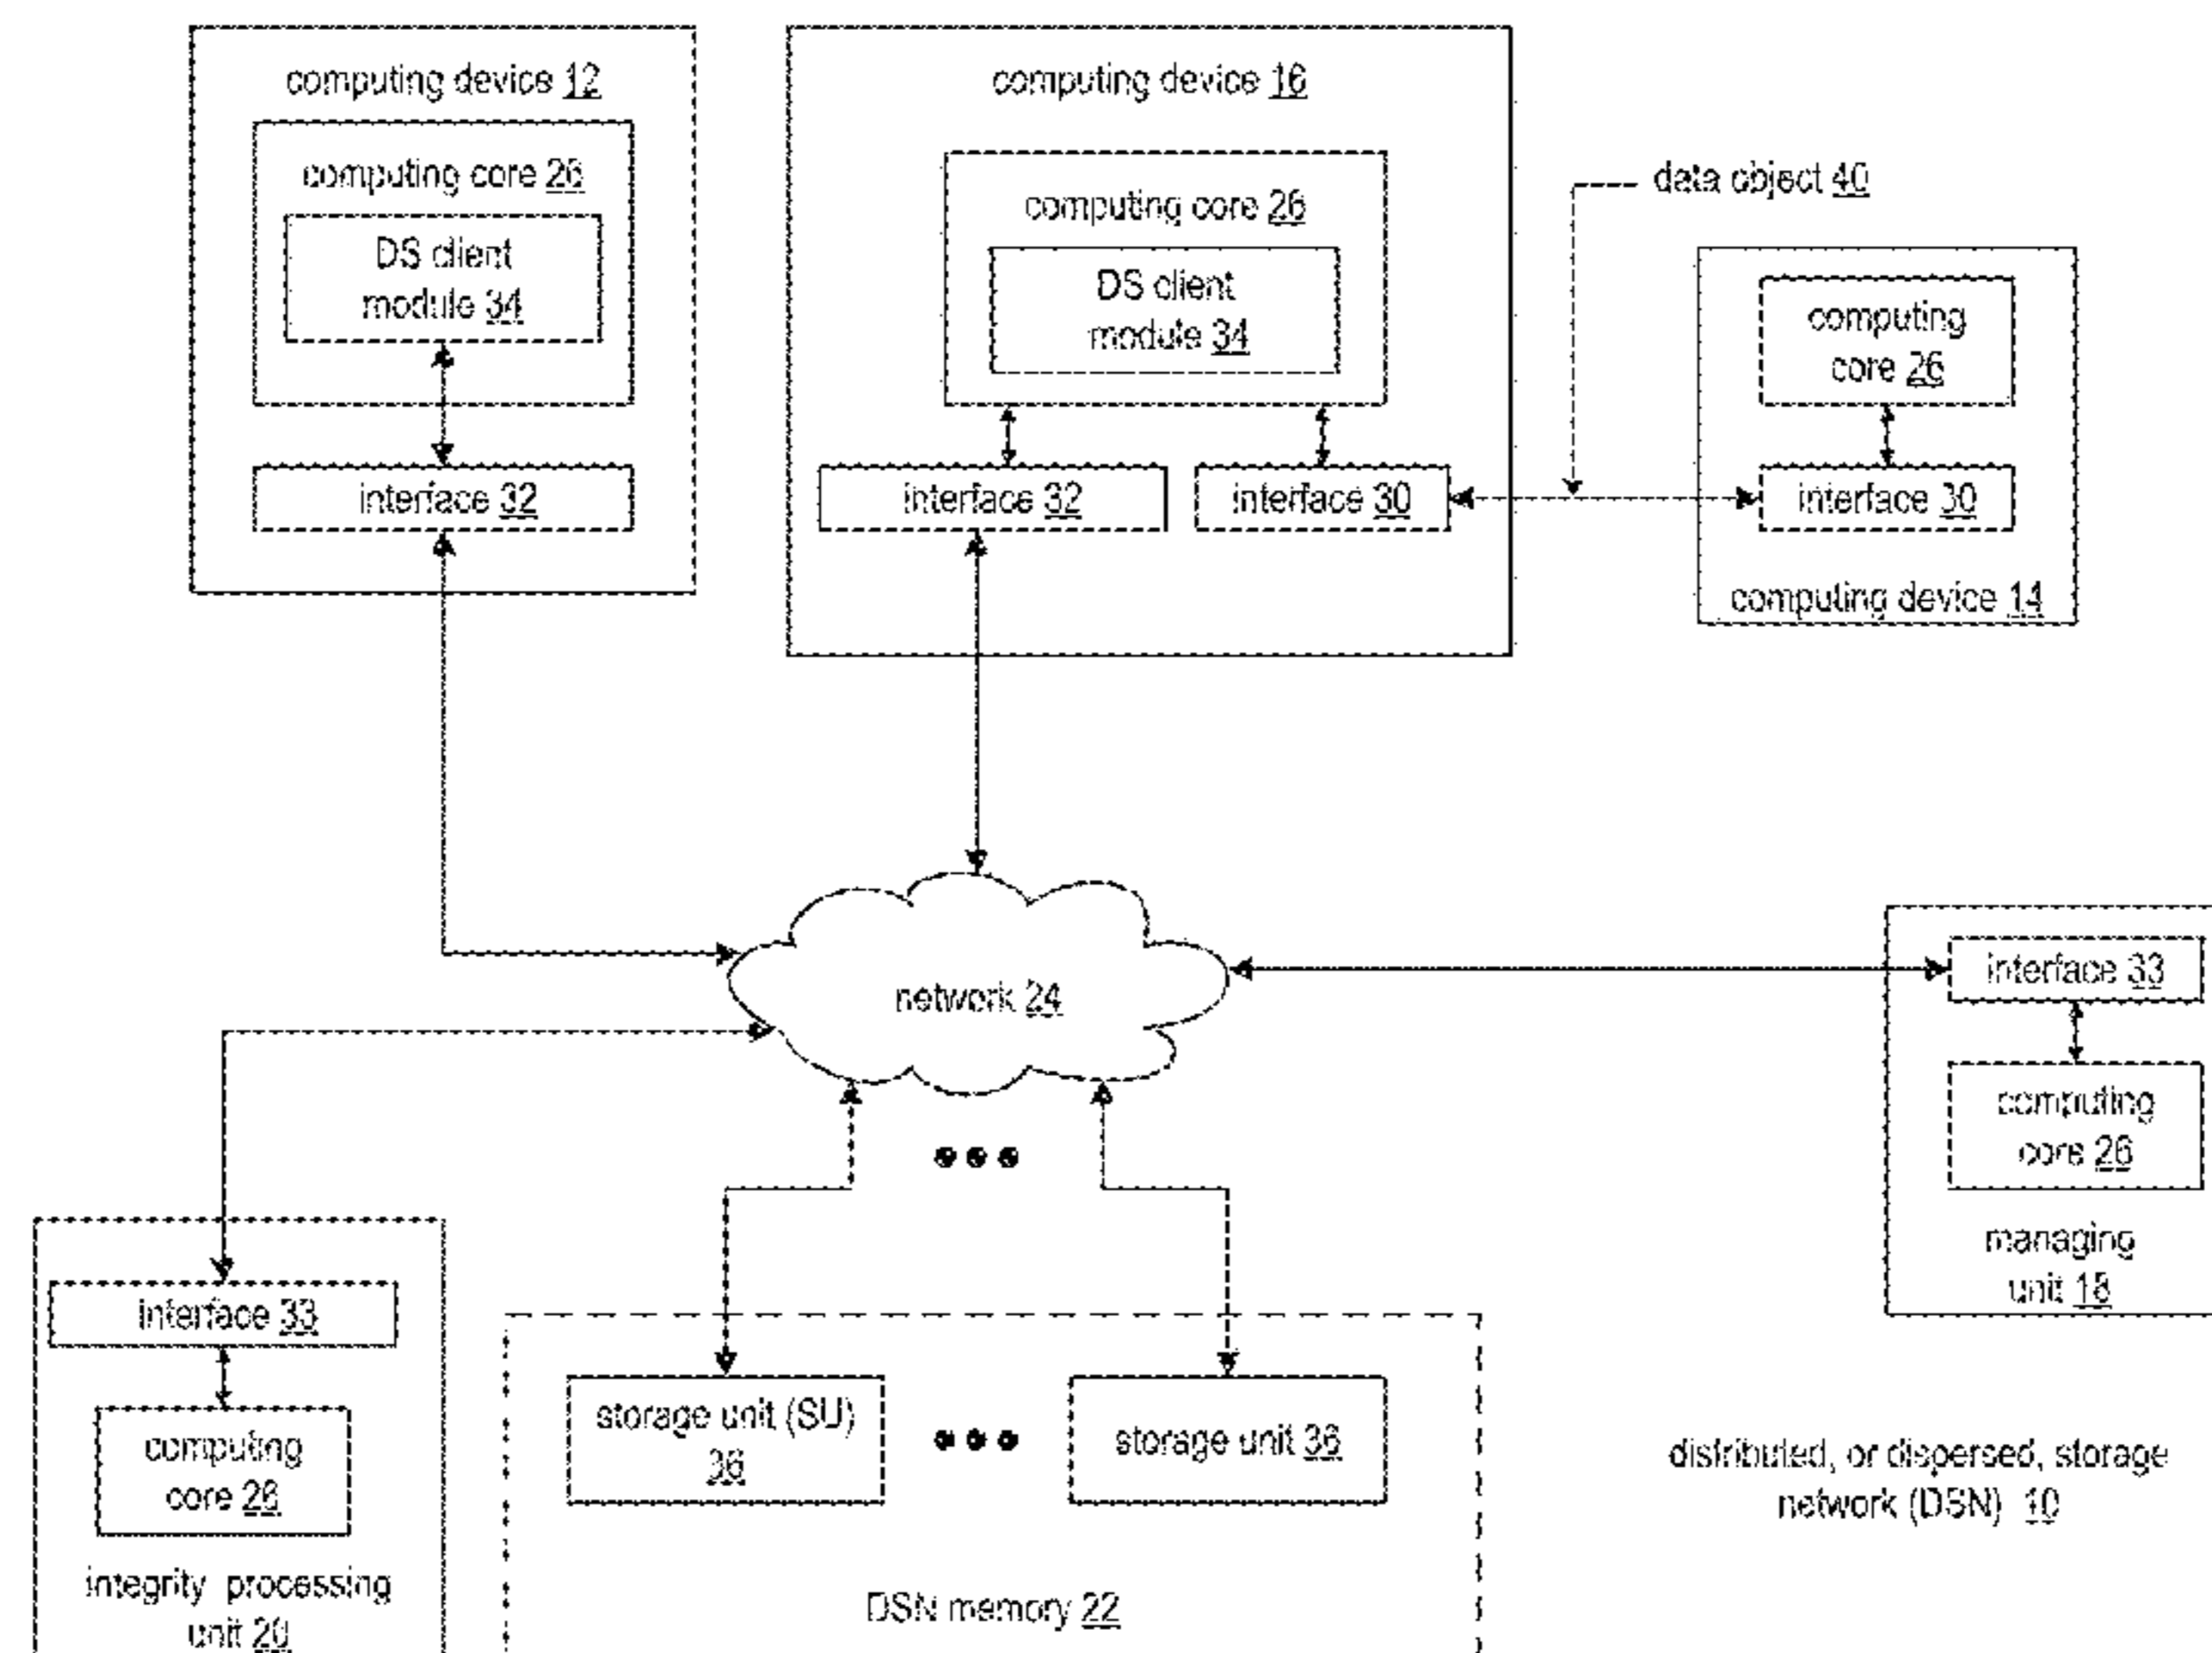 computing device 12
computing core 26
DS client
module 34
interface 32
computing device 16
computing core 26
DS client
module 34
interface 32
interface 30
data object 40
computing
core 26
interface 30
computing device 14
network 24
interface 33
computing
core 26
managing
unit 18
interface 33
computing
core 26
integrity processing
unit 20
storage unit (SU)
36
storage unit 36
DSN memory 22
distributed, or dispersed, storage
network (DSN) 10